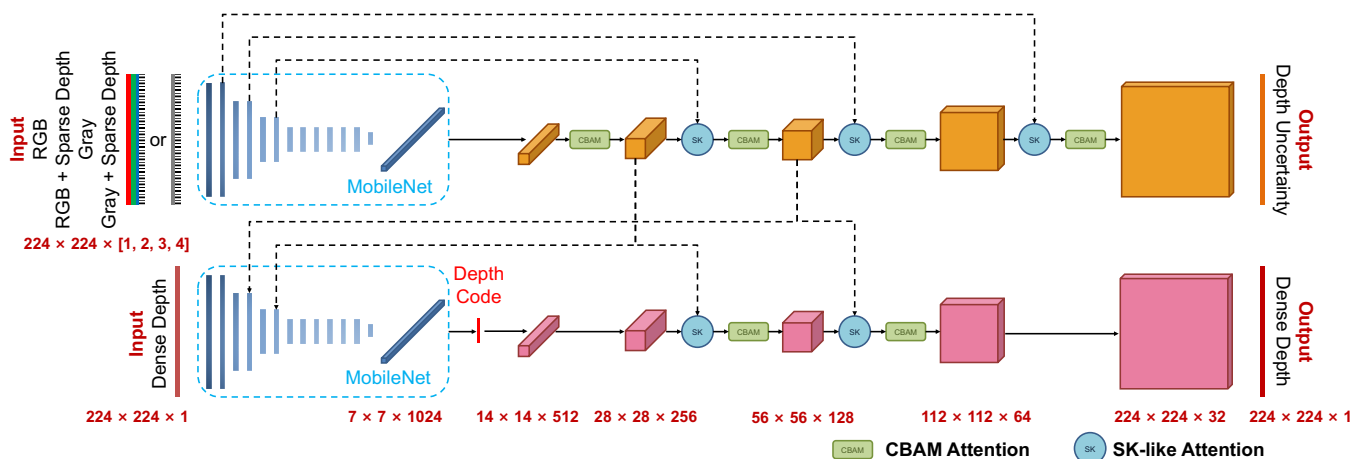 Input
RGB
RGB + Sparse Depth
Gray
Gray + Sparse Depth
or
224 × 224 × [1, 2, 3, 4]
MobileNet
CBAM
SK
CBAM
SK
CBAM
SK
CBAM
Depth Uncertainty
Output
Input
Dense Depth
224 × 224 × 1
MobileNet
Depth
Code
SK
CBAM
SK
CBAM
Output
Dense Depth
7 × 7 × 1024
14 × 14 × 512
28 × 28 × 256
56 × 56 × 128
112 × 112 × 64
224 × 224 × 32
224 × 224 × 1
CBAM
CBAM Attention
SK
SK-like Attention